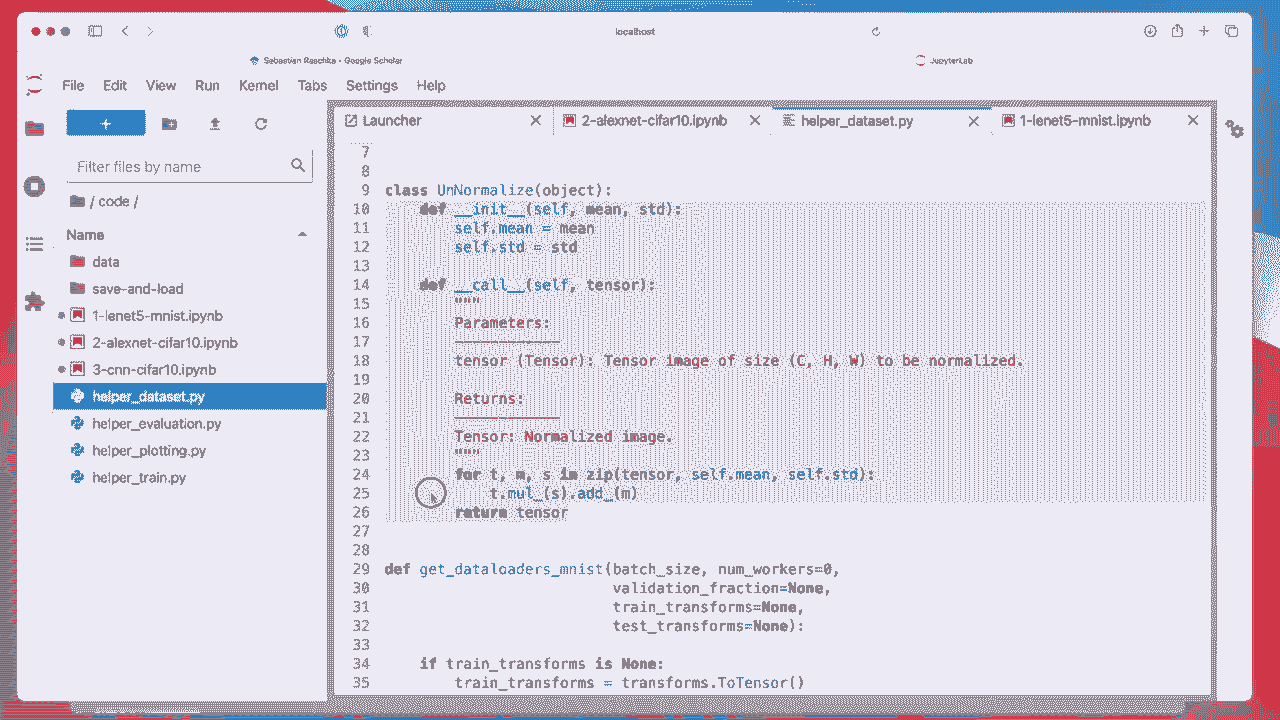 localhost
Sebastian Raschka - Google Scholar
JupyterLab
File Edit View Run Kernel Tabs Settings Help
Launcher
2-alexnet-cifar10.ipynb
helper_dataset.py
1-lenet5-mnist.ipynb
Filter files by name
/ code /
Name
data
save-and-load
1-lenet5-mnist.ipynb
2-alexnet-cifar10.ipynb
3-cnn-cifar10.ipynb
helper_dataset.py
helper_evaluation.py
helper_plotting.py
helper_train.py
7
8
9 class UnNormalize(object):
10     def __init__(self, mean, std):
11         self.mean = mean
12         self.std = std
13
14     def __call__(self, tensor):
15         """
16         Parameters:
17         ------------
18         tensor (Tensor): Tensor image of size (C, H, W) to be normalized.
19
20         Returns:
21         ------------
22         Tensor: Normalized image.
23         """
24         for t, m, s in zip(tensor, self.mean, self.std)
25             t.mul_(s).add_(m)
26         return tensor
27
28
29 def get_dataloaders_mnist(batch_size, num_workers=0,
30                           validation_fraction=None,
31                           train_transforms=None,
32                           test_transforms=None):
33
34     if train_transforms is None:
35         train_transforms = transforms.ToTensor()